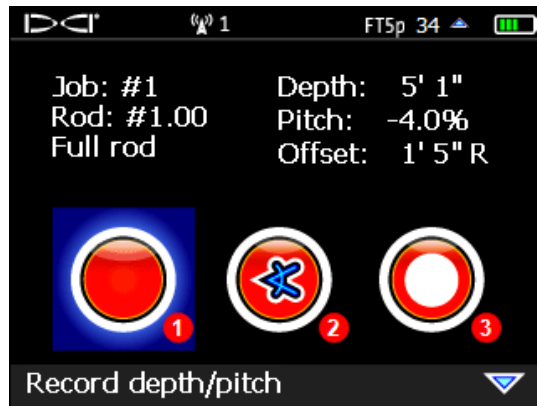 DCI 1 FT5p 34
Job: #1 Depth: 5' 1"
Rod: #1.00 Pitch: -4.0%
Full rod Offset: 1' 5" R
1 2 3
Record depth/pitch